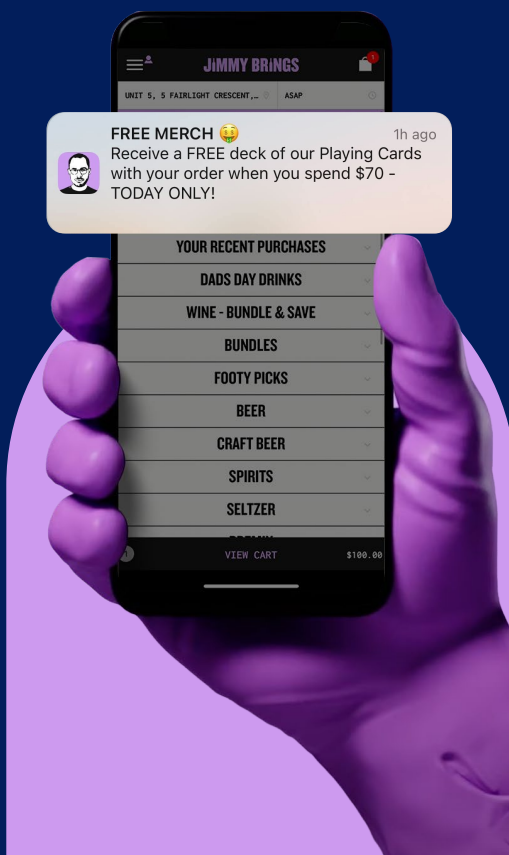 JiMMY BRiNGS
1
UNIT 5, 5 FAIRLIGHT CRESCENT,…
ASAP
FREE MERCH 🤑
1h ago
Receive a FREE deck of our Playing Cards
with your order when you spend $70 -
TODAY ONLY!
YOUR RECENT PURCHASES
DADS DAY DRINKS
WINE - BUNDLE & SAVE
BUNDLES
FOOTY PICKS
BEER
CRAFT BEER
SPIRITS
SELTZER
VIEW CART
$100.00